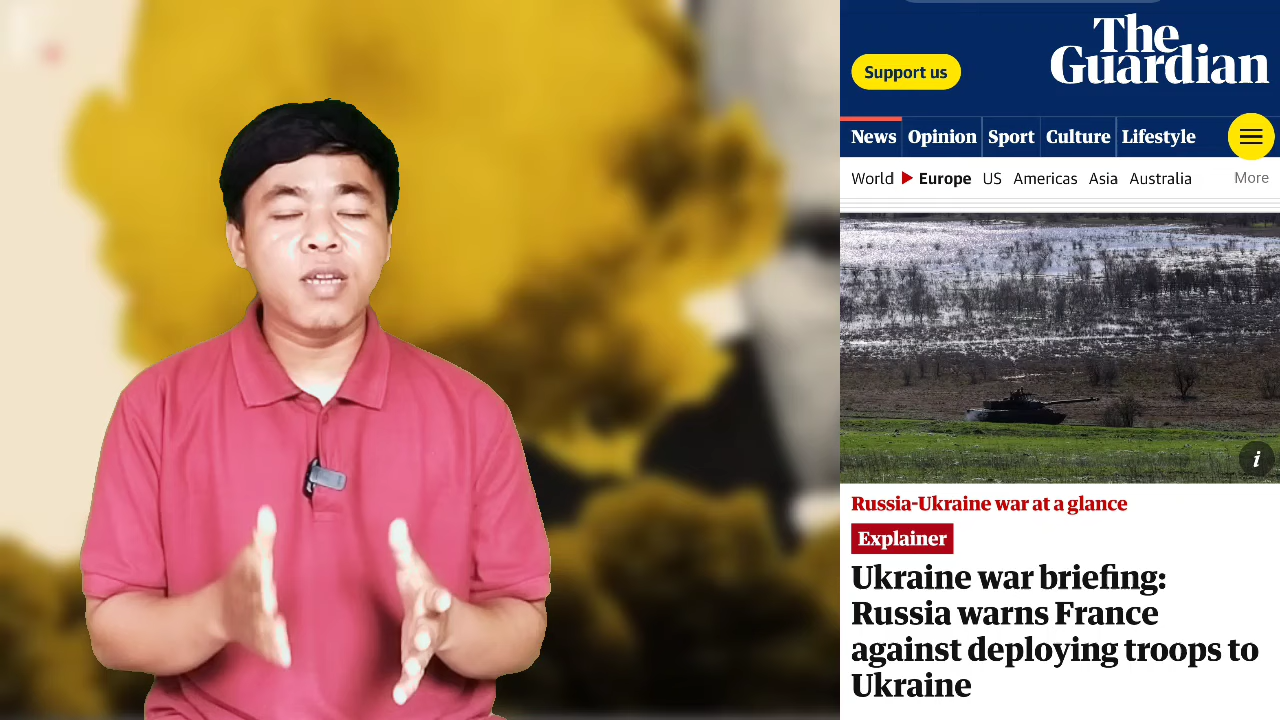 The
Guardian
Support us
News Opinion Sport Culture Lifestyle
World Europe US Americas Asia Australia More
i
Russia-Ukraine war at a glance
Explainer
Ukraine war briefing:
Russia warns France
against deploying troops to
Ukraine